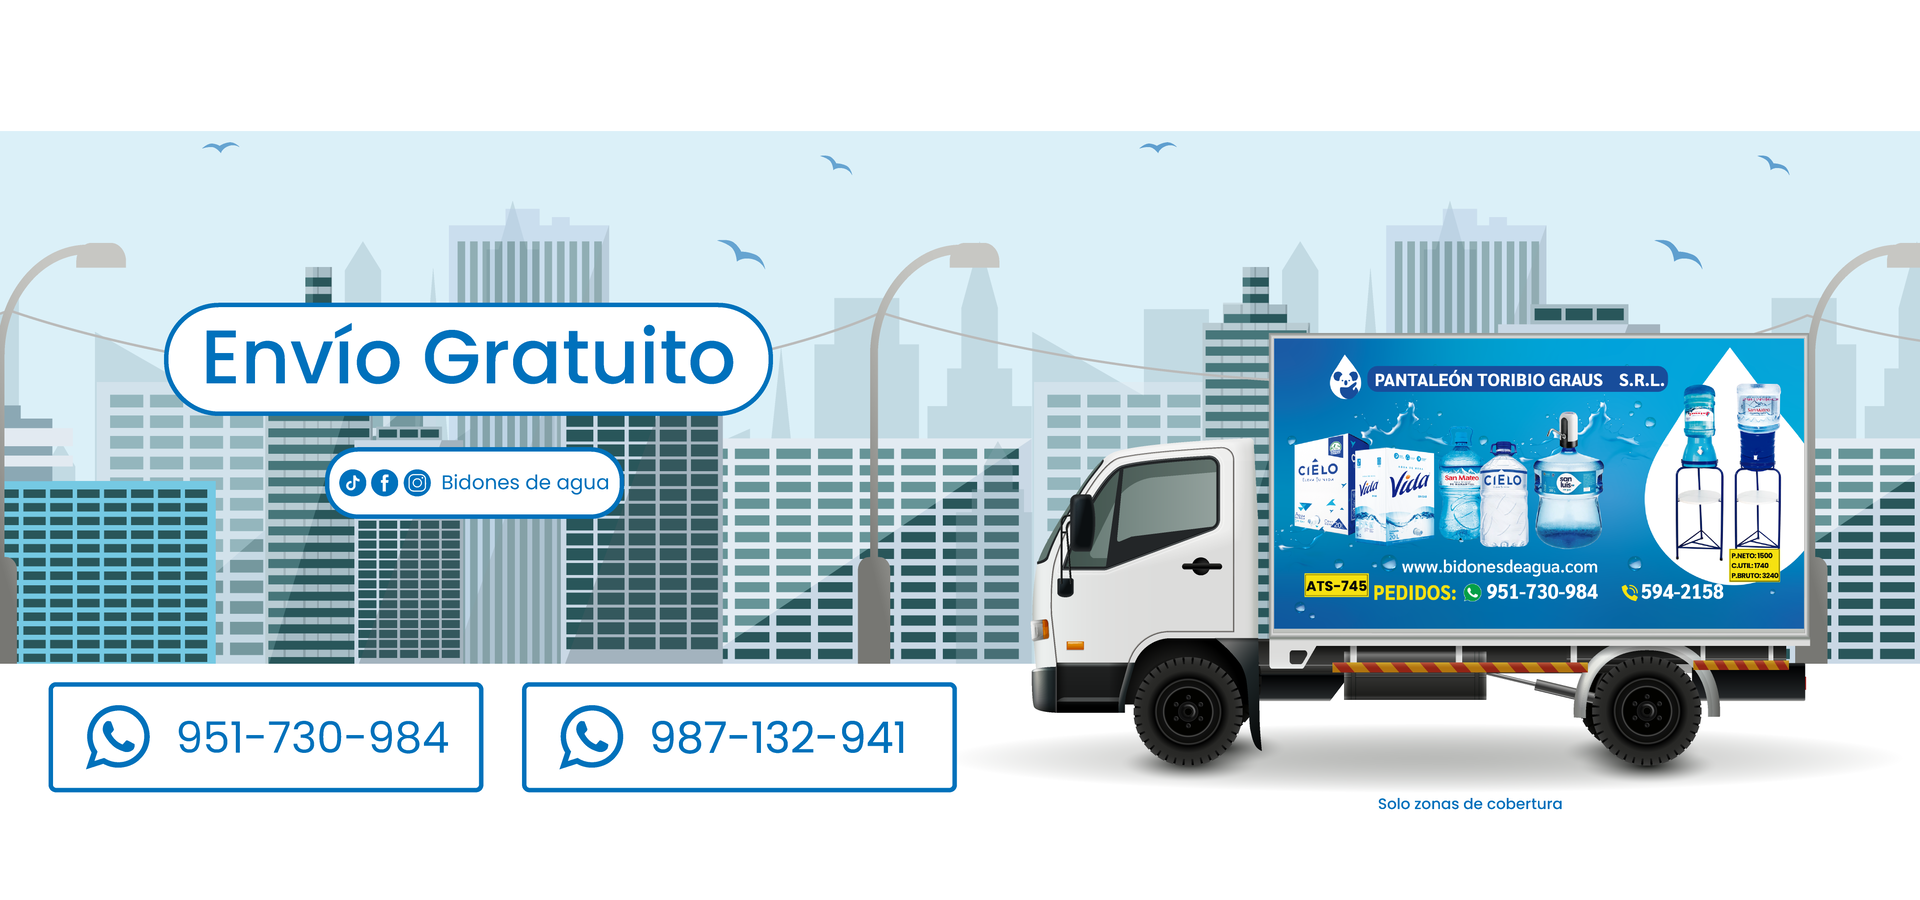 Envío Gratuito
Bidones de agua
951-730-984
987-132-941
PANTALEÓN TORIBIO GRAUS S.R.L.
CIELO
Vida
Vida
San Mateo
CIELO
san luis
San Mateo
www.bidonesdeagua.com
ATS-745
PEDIDOS: 951-730-984 594-2158
P.NETO: 1500
C.UTIL: 1740
P.BRUTO: 3240
Solo zonas de cobertura